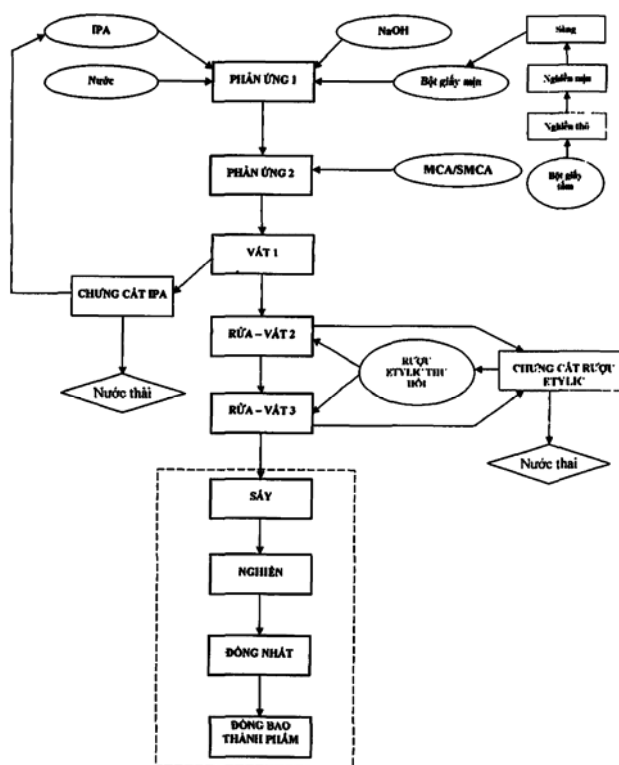 IPA
NaOH
Sàng
Nước
PHẢN ỨNG 1
Bột giấy mịn
Nghiền mịn
Nghiền thô
PHẢN ỨNG 2
MCA/SMCA
Bột giấy
tấm
VẮT 1
CHƯNG CẤT IPA
RỬA – VẮT 2
RƯỢU
ETYLIC THU
HỒI
CHƯNG CẤT RƯỢU
ETYLIC
Nước thải
RỬA – VẮT 3
Nước thai
SẤY
NGHIỀN
ĐỒNG NHẤT
ĐÓNG BAO
THÀNH PHẨM